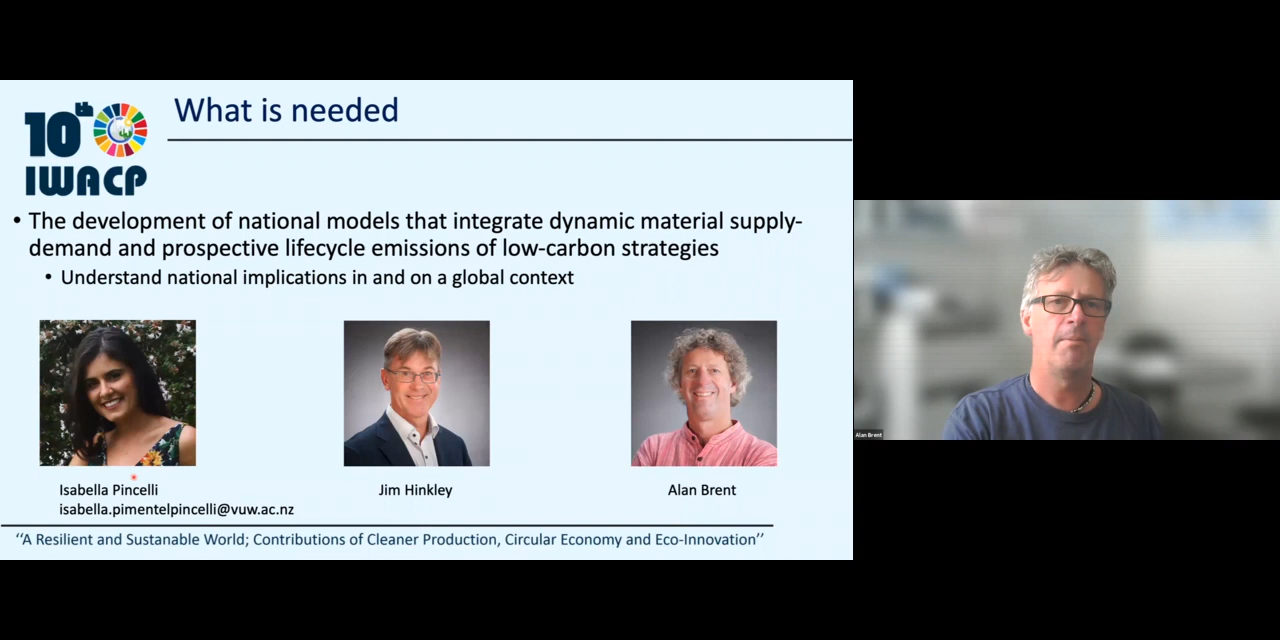 10th
IWACP
What is needed
• The development of national models that integrate dynamic material supply-
demand and prospective lifecycle emissions of low-carbon strategies
• Understand national implications in and on a global context
Isabella Pincelli
isabella.pimentelpincelli@vuw.ac.nz
Jim Hinkley
Alan Brent
‘‘A Resilient and Sustanable World; Contributions of Cleaner Production, Circular Economy and Eco-Innovation’’
Alan Brent